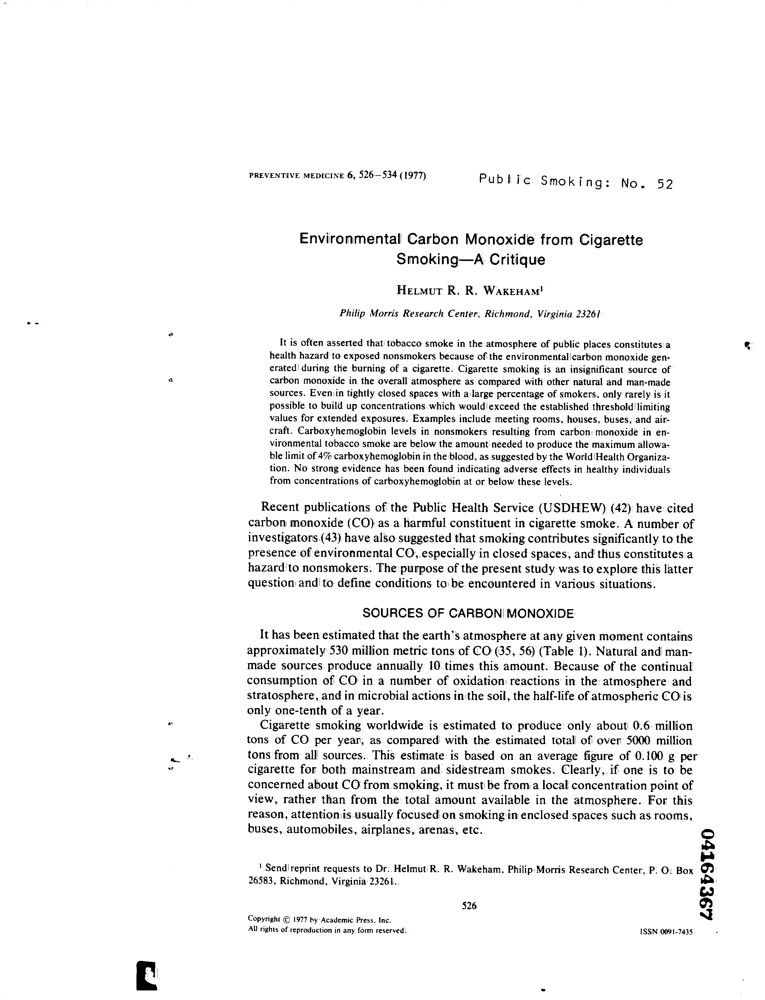 PREVENTIVE MEDICINE 6, 526–534 (1977)
Public Smoking: No. 52
Environmental Carbon Monoxide from Cigarette
Smoking—A Critique
HELMUT R. R. WAKEHAM¹
Philip Morris Research Center, Richmond, Virginia 23261
It is often asserted that tobacco smoke in the atmosphere of public places constitutes a
health hazard to exposed nonsmokers because of the environmental carbon monoxide gen-
erated during the burning of a cigarette. Cigarette smoking is an insignificant source of
carbon monoxide in the overall atmosphere as compared with other natural and man-made
sources. Even in tightly closed spaces with a large percentage of smokers, only rarely is it
possible to build up concentrations which would exceed the established threshold limiting
values for extended exposures. Examples include meeting rooms, houses, buses, and air-
craft. Carboxyhemoglobin levels in nonsmokers resulting from carbon monoxide in en-
vironmental tobacco smoke are below the amount needed to produce the maximum allowa-
ble limit of 4% carboxyhemoglobin in the blood, as suggested by the World Health Organiza-
tion. No strong evidence has been found indicating adverse effects in healthy individuals
from concentrations of carboxyhemoglobin at or below these levels.
Recent publications of the Public Health Service (USDHEW) (42) have cited
carbon monoxide (CO) as a harmful constituent in cigarette smoke. A number of
investigators (43) have also suggested that smoking contributes significantly to the
presence of environmental CO, especially in closed spaces, and thus constitutes a
hazard to nonsmokers. The purpose of the present study was to explore this latter
question and to define conditions to be encountered in various situations.
SOURCES OF CARBON MONOXIDE
It has been estimated that the earth's atmosphere at any given moment contains
approximately 530 million metric tons of CO (35, 56) (Table 1). Natural and man-
made sources produce annually 10 times this amount. Because of the continual
consumption of CO in a number of oxidation reactions in the atmosphere and
stratosphere, and in microbial actions in the soil, the half-life of atmospheric CO is
only one-tenth of a year.
Cigarette smoking worldwide is estimated to produce only about 0.6 million
tons of CO per year, as compared with the estimated total of over 5000 million
tons from all sources. This estimate is based on an average figure of 0.100 g per
cigarette for both mainstream and sidestream smokes. Clearly, if one is to be
concerned about CO from smoking, it must be from a local concentration point of
view, rather than from the total amount available in the atmosphere. For this
reason, attention is usually focused on smoking in enclosed spaces such as rooms,
buses, automobiles, airplanes, arenas, etc.
¹ Send reprint requests to Dr. Helmut R. R. Wakeham, Philip Morris Research Center, P. O. Box
26583, Richmond, Virginia 23261.
526
Copyright © 1977 by Academic Press, Inc.
All rights of reproduction in any form reserved.
ISSN 0091-7435
04164367